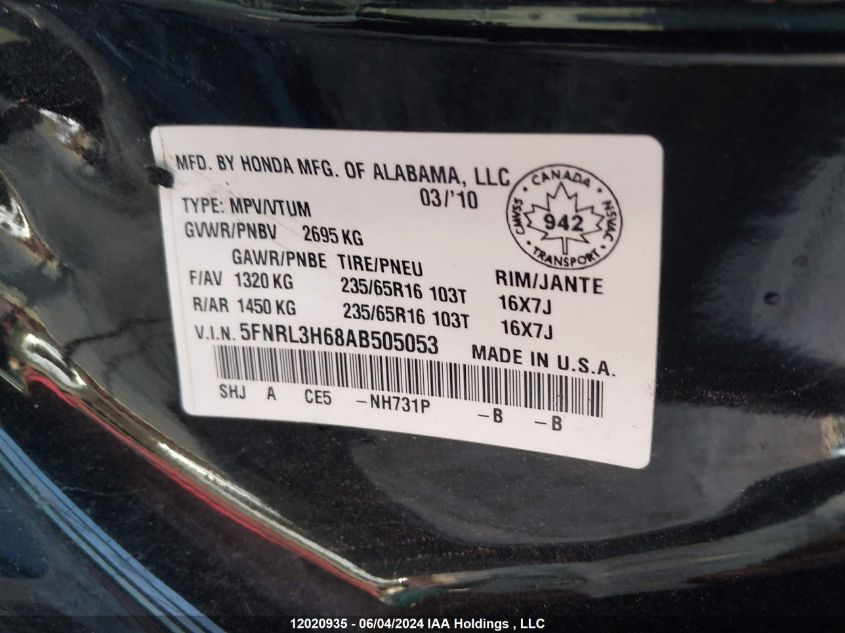 MFD. BY HONDA MFG. OF ALABAMA, LLC
03/'10
TYPE: MPV/VTUM
GVWR/PNBV 2695 KG
GAWR/PNBE TIRE/PNEU RIM/JANTE
F/AV 1320 KG 235/65R16 103T 16X7J
R/AR 1450 KG 235/65R16 103T 16X7J
V.I.N. 5FNRL3H68AB505053 MADE IN U.S.A.
SHJ A CE5 -NH731P -B -B
CANADA
CMVSS 942 NSVAC
TRANSPORT
12020935 - 06/04/2024 IAA Holdings , LLC